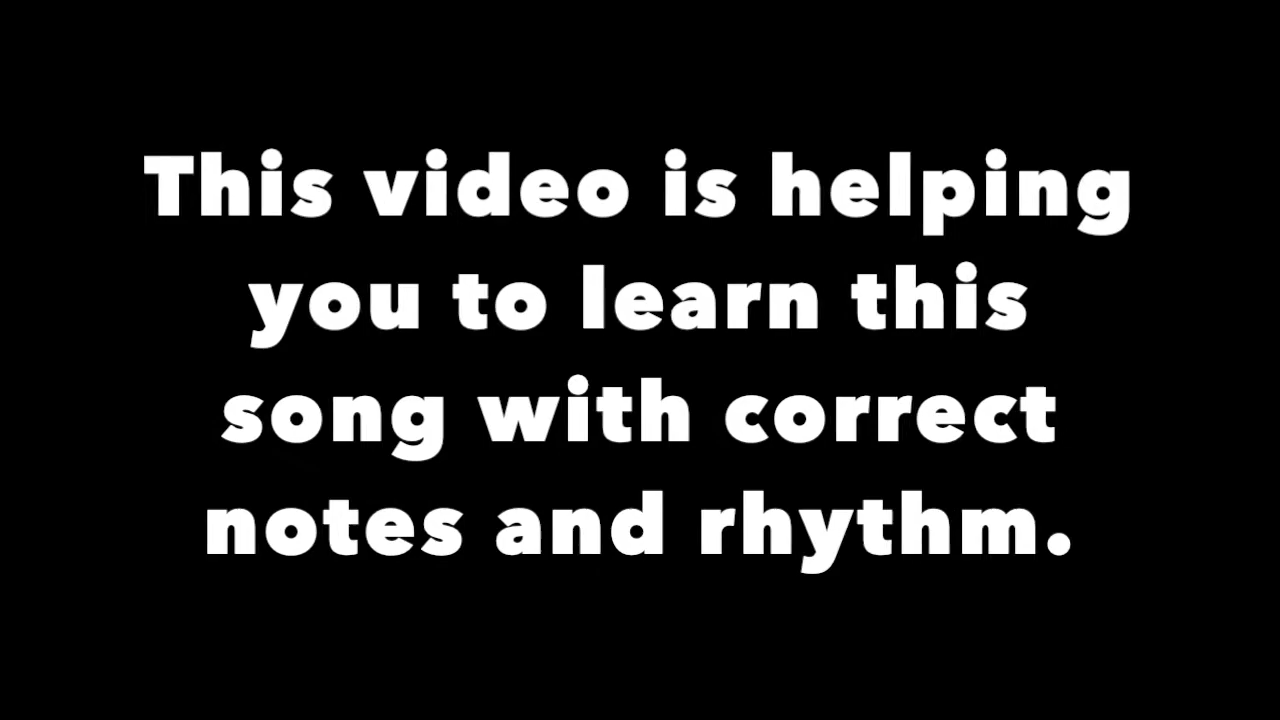 This video is helping
you to learn this
song with correct
notes and rhythm.